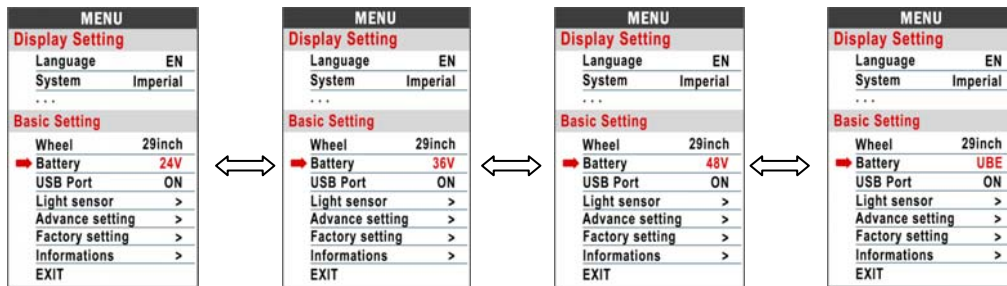 MENU
Display Setting
Language EN
System Imperial
...
Basic Setting
Wheel 29inch
Battery 24V
USB Port ON
Light sensor >
Advance setting >
Factory setting >
Informations >
EXIT
MENU
Display Setting
Language EN
System Imperial
...
Basic Setting
Wheel 29inch
Battery 36V
USB Port ON
Light sensor >
Advance setting >
Factory setting >
Informations >
EXIT
MENU
Display Setting
Language EN
System Imperial
...
Basic Setting
Wheel 29inch
Battery 48V
USB Port ON
Light sensor >
Advance setting >
Factory setting >
Informations >
EXIT
MENU
Display Setting
Language EN
System Imperial
...
Basic Setting
Wheel 29inch
Battery UBE
USB Port ON
Light sensor >
Advance setting >
Factory setting >
Informations >
EXIT